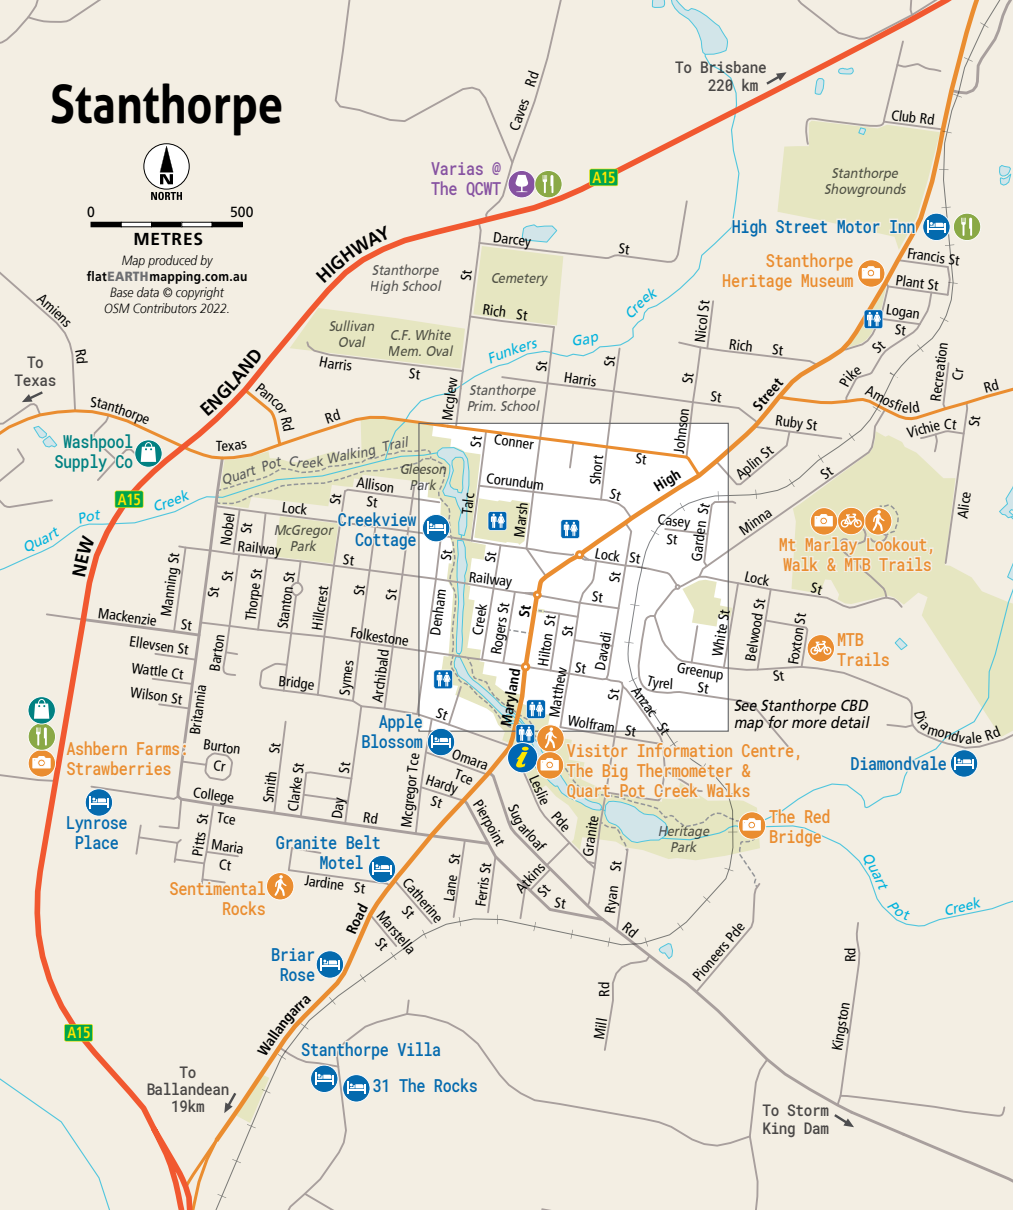 Stanthorpe
N
NORTH
0 500
METRES
Map produced by
flatEARTHmapping.com.au
Base data © copyright
OSM Contributors 2022.
To Brisbane
220 km
Caves Rd
Club Rd
Stanthorpe
Showgrounds
Varias @
The QCWT
A15
High Street Motor Inn
Francis St
Stanthorpe
Heritage Museum
Plant St
Logan
St
HIGHWAY
Darcey St
St
Stanthorpe
High School
Cemetery
Rich St
Creek
Gap
Funkers
Nicol St
Rich St
St
Pike
Recreation
Cr
Amiens
Rd
Sullivan
Oval
C.F. White
Mem. Oval
Harris St
St
St
Harris
St
St
To
Texas
ENGLAND
Pancor Rd
Mcglew
Stanthorpe
Prim. School
Street
Amosfield
Rd
Stanthorpe
Rd
Texas
Johnson
Ruby St
Vichie Ct
St
Washpool
Supply Co
Quart Pot Creek Walking Trail
Gleeson
Park
St
Conner
St
Short
High
Aplin St
St
A15
Quart Pot Creek
Allison
St
St
Lock
Corundum
St
Talc
Marsh
Minna
Alice
NEW
Nobel
St
McGregor
Park
Creekview
Cottage
Casey
St
Garden St
Mt Marlay Lookout,
Walk & MTB Trails
Railway
St
St
St
Railway
Lock St
St
Lock
St
Manning St
St
St
Thorpe St
Stanton St
Hillcrest
St
St
Denham
Creek
Rogers St
St
Hilton St
St
St
Davadi
White St
Belwood St
Foxton St
MTB
Trails
Mackenzie
St
Ellevsen St
Wattle Ct
Wilson St
Barton
Britannia
Folkestone
Bridge
Symes
Archibald
Maryland
Matthew
St
St
Tyrel
Greenup
St
St
Anzac St
See Stanthorpe CBD
map for more detail
Diamondvale Rd
Diamondvale
Apple
Blossom
St
Wolfram St
Ashbern Farms
Strawberries
Burton
Cr
St
Smith
Clarke St
St
Day
Mcgregor Tce
Omara
Tce
Hardy
St
i
Visitor Information Centre,
The Big Thermometer &
Quart Pot Creek Walks
Leslie Pde
Lynrose
Place
College
Rd
Tce
Pitts St
Maria
Ct
Pierpoint
Sugarloaf
Granite
St
Heritage
Park
The Red
Bridge
Granite Belt
Motel
Jardine St
Lane St
Ferris St
Atkins
St
St
Ryan
Rd
Quart
Pot
Creek
Sentimental
Rocks
Road
Catherine
St
Marstella
St
Briar
Rose
Wallangarra
Pioneers Pde
Mill Rd
Kingston Rd
A15
Stanthorpe Villa
31 The Rocks
To
Ballandean
19km
To Storm
King Dam